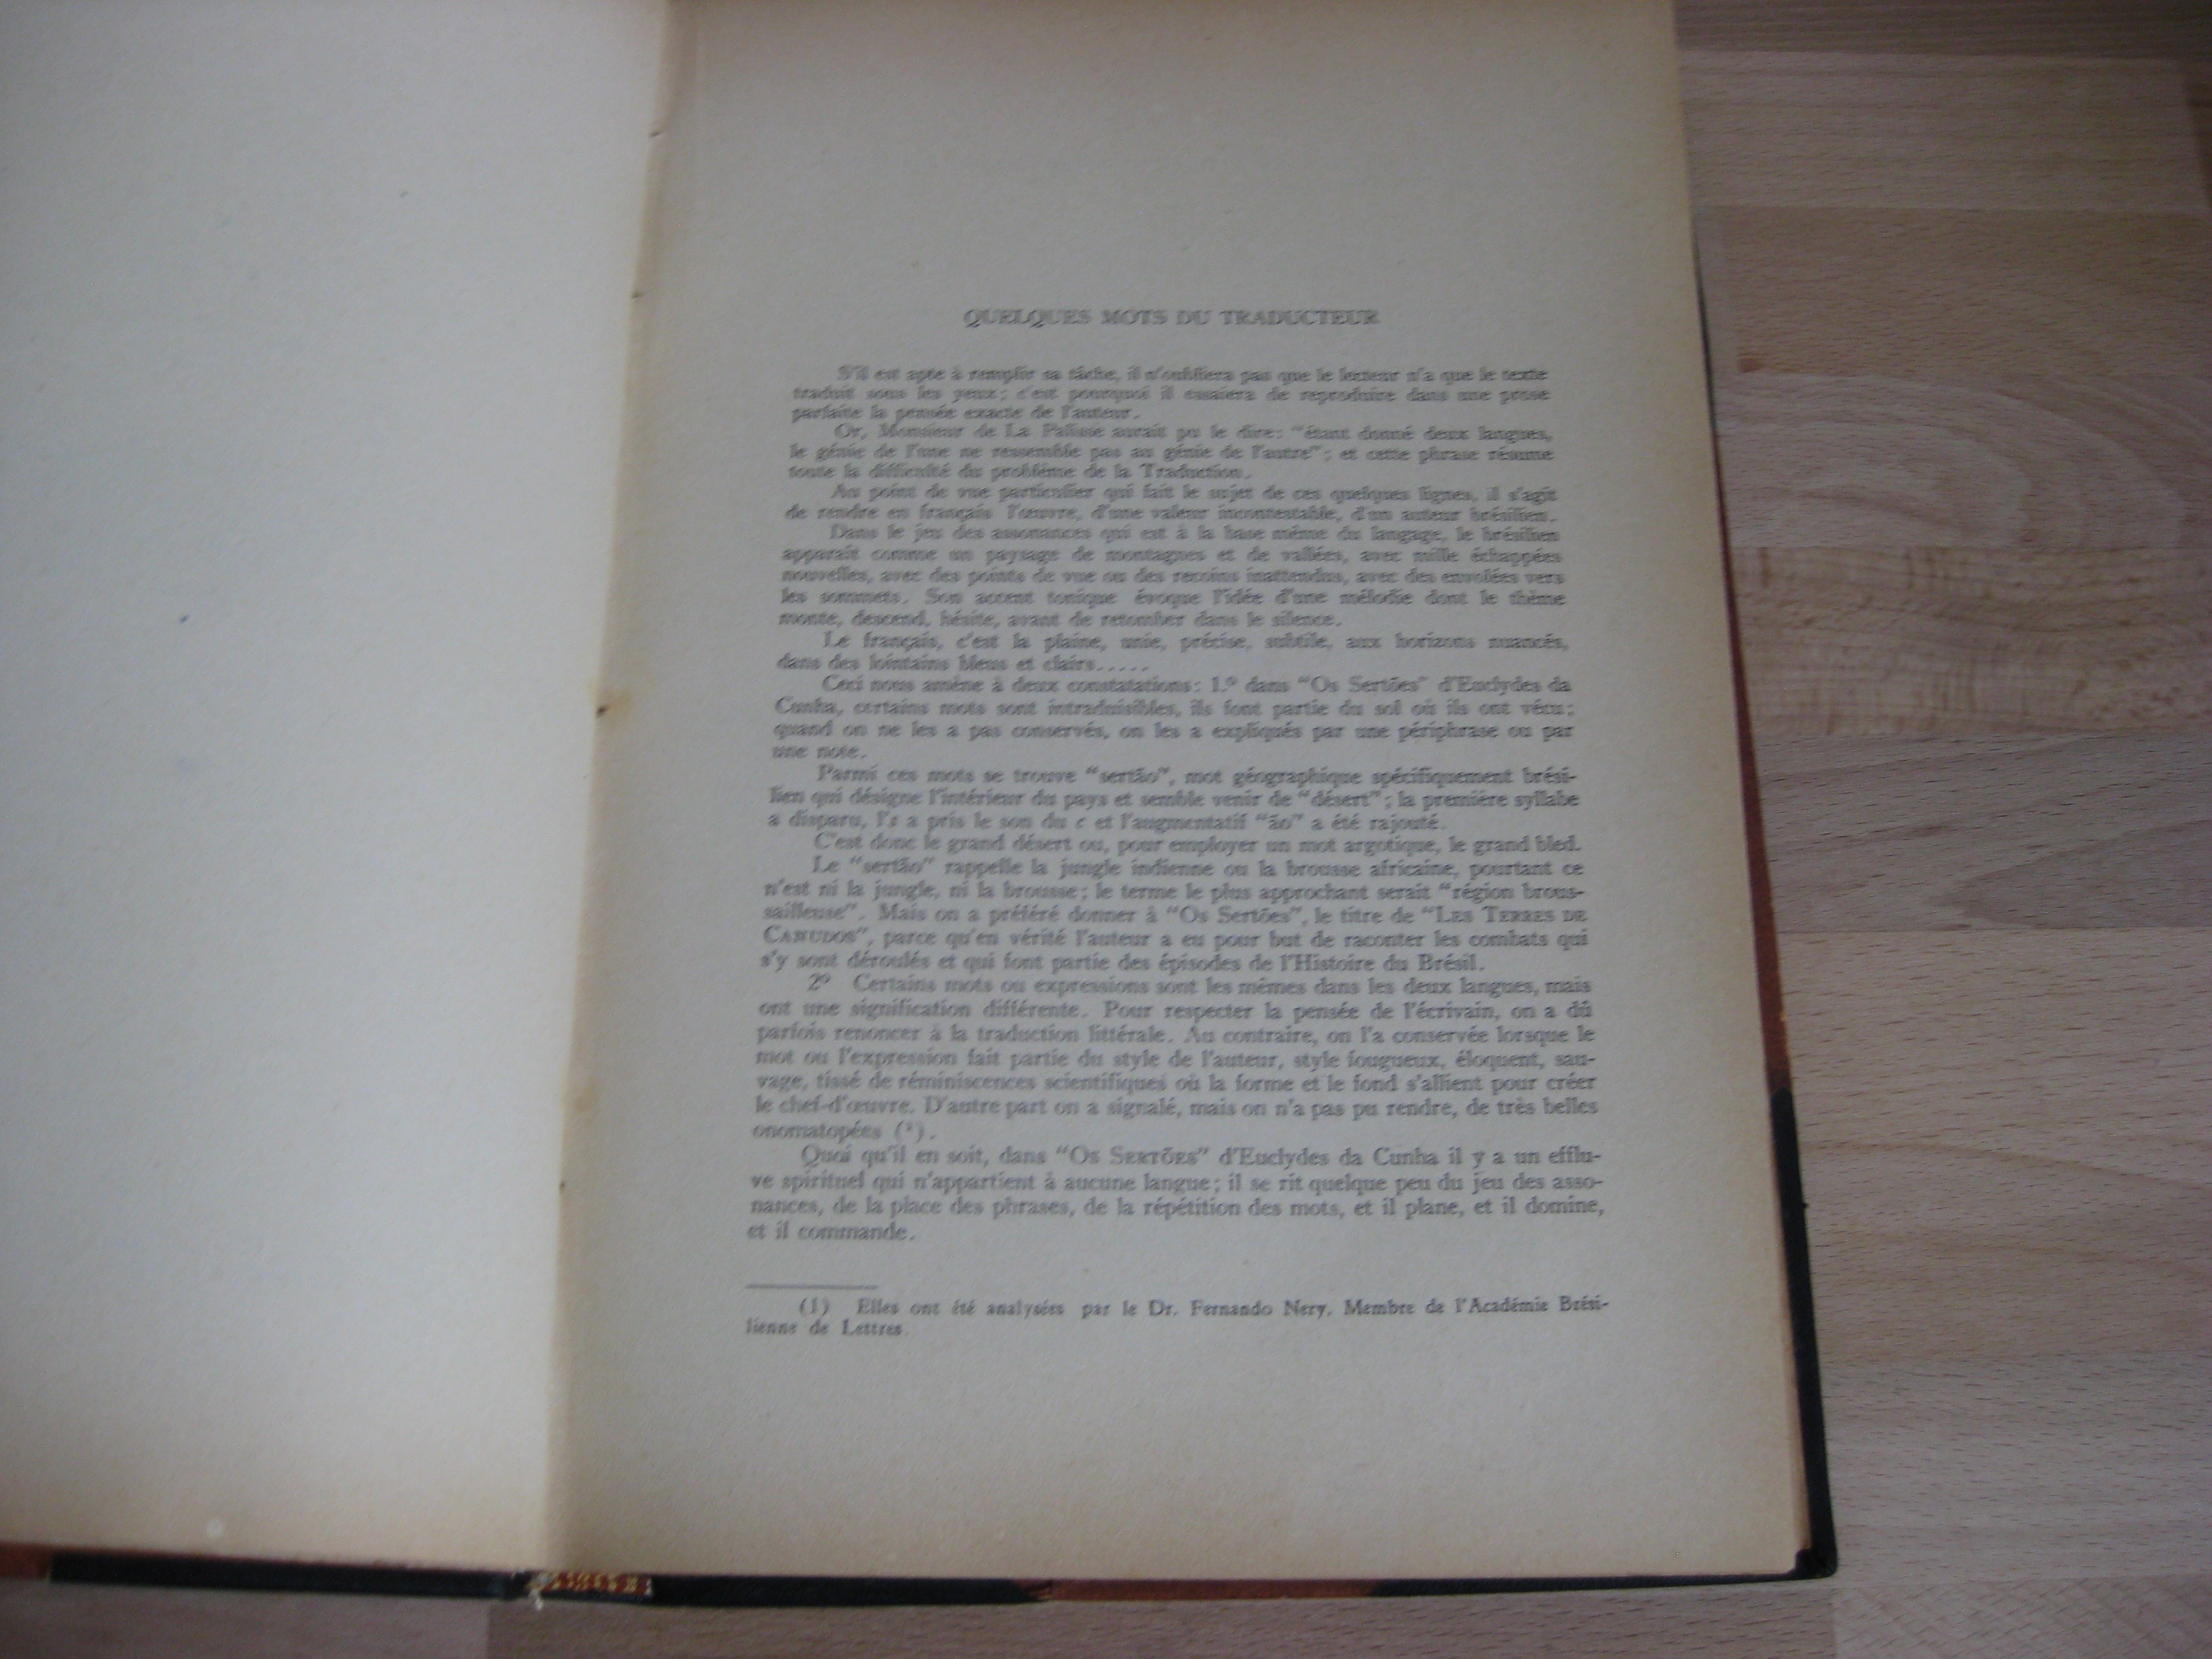 QUELQUES MOTS DU TRADUCTEUR
S'il est apte à remplir sa tâche, il n'oubliera pas que le lecteur n'a que le texte
traduit sous les yeux; c'est pourquoi il essaiera de reproduire dans une prose
parfaite la pensée exacte de l'auteur.
Or, Monsieur de La Palisse aurait pu le dire: "étant donné deux langues,
le génie de l'une ne ressemble pas au génie de l'autre"; et cette phrase résume
toute la difficulté du problème de la Traduction.
Au point de vue particulier qui fait le sujet de ces quelques lignes, il s'agit
de rendre en français l'œuvre, d'une valeur incontestable, d'un auteur brésilien.
Dans le jeu des assonances qui est à la base même du langage, le brésilien
apparait comme un paysage de montagnes et de vallées, avec mille échappées
nouvelles, avec des points de vue ou des recoins inattendus, avec des envolées vers
les sommets. Son accent tonique évoque l'idée d'une mélodie dont le thème
monte, descend, hésite, avant de retomber dans le silence.
Le français, c'est la plaine, unie, précise, subtile, aux horizons nuancés,
dans des lointains bleus et clairs.....
Ceci nous amène à deux constatations: 1.º dans "Os Sertões" d'Euclydes da
Cunha, certains mots sont intraduisibles, ils font partie du sol où ils ont vécu;
quand on ne les a pas conservés, on les a expliqués par une périphrase ou par
une note.
Parmi ces mots se trouve "sertão", mot géographique spécifiquement brési-
lien qui désigne l'intérieur du pays et semble venir de "désert"; la première syllabe
a disparu, l's a pris le son du c et l'augmentatif "ão" a été rajouté.
C'est donc le grand désert ou, pour employer un mot argotique, le grand bled.
Le "sertão" rappelle la jungle indienne ou la brousse africaine, pourtant ce
n'est ni la jungle, ni la brousse; le terme le plus approchant serait "région brous-
sailleuse". Mais on a préféré donner à "Os Sertões", le titre de "LES TERRES DE
CANUDOS", parce qu'en vérité l'auteur a eu pour but de raconter les combats qui
s'y sont déroulés et qui font partie des épisodes de l'Histoire du Brésil.
2º Certains mots ou expressions sont les mêmes dans les deux langues, mais
ont une signification différente. Pour respecter la pensée de l'écrivain, on a dû
parfois renoncer à la traduction littérale. Au contraire, on l'a conservée lorsque le
mot ou l'expression fait partie du style de l'auteur, style fougueux, éloquent, sau-
vage, tissé de réminiscences scientifiques où la forme et le fond s'allient pour créer
le chef-d'œuvre. D'autre part on a signalé, mais on n'a pas pu rendre, de très belles
onomatopées (¹).
Quoi qu'il en soit, dans "OS SERTÕES" d'Euclydes da Cunha il y a un efflu-
ve spirituel qui n'appartient à aucune langue; il se rit quelque peu du jeu des asso-
nances, de la place des phrases, de la répétition des mots, et il plane, et il domine,
et il commande.
(1) Elles ont été analysées par le Dr. Fernando Nery, Membre de l'Académie Brési-
lienne de Lettres.